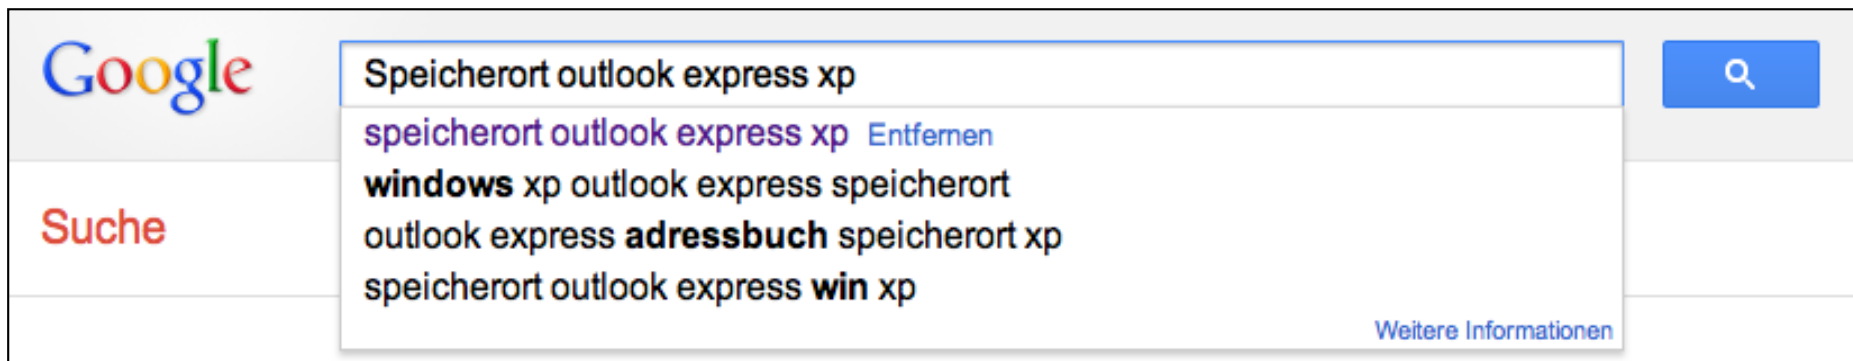 Google
Speicherort outlook express xp
speicherort outlook express xp Entfernen
windows xp outlook express speicherort
Suche
outlook express adressbuch speicherort xp
speicherort outlook express win xp
Weitere Informationen